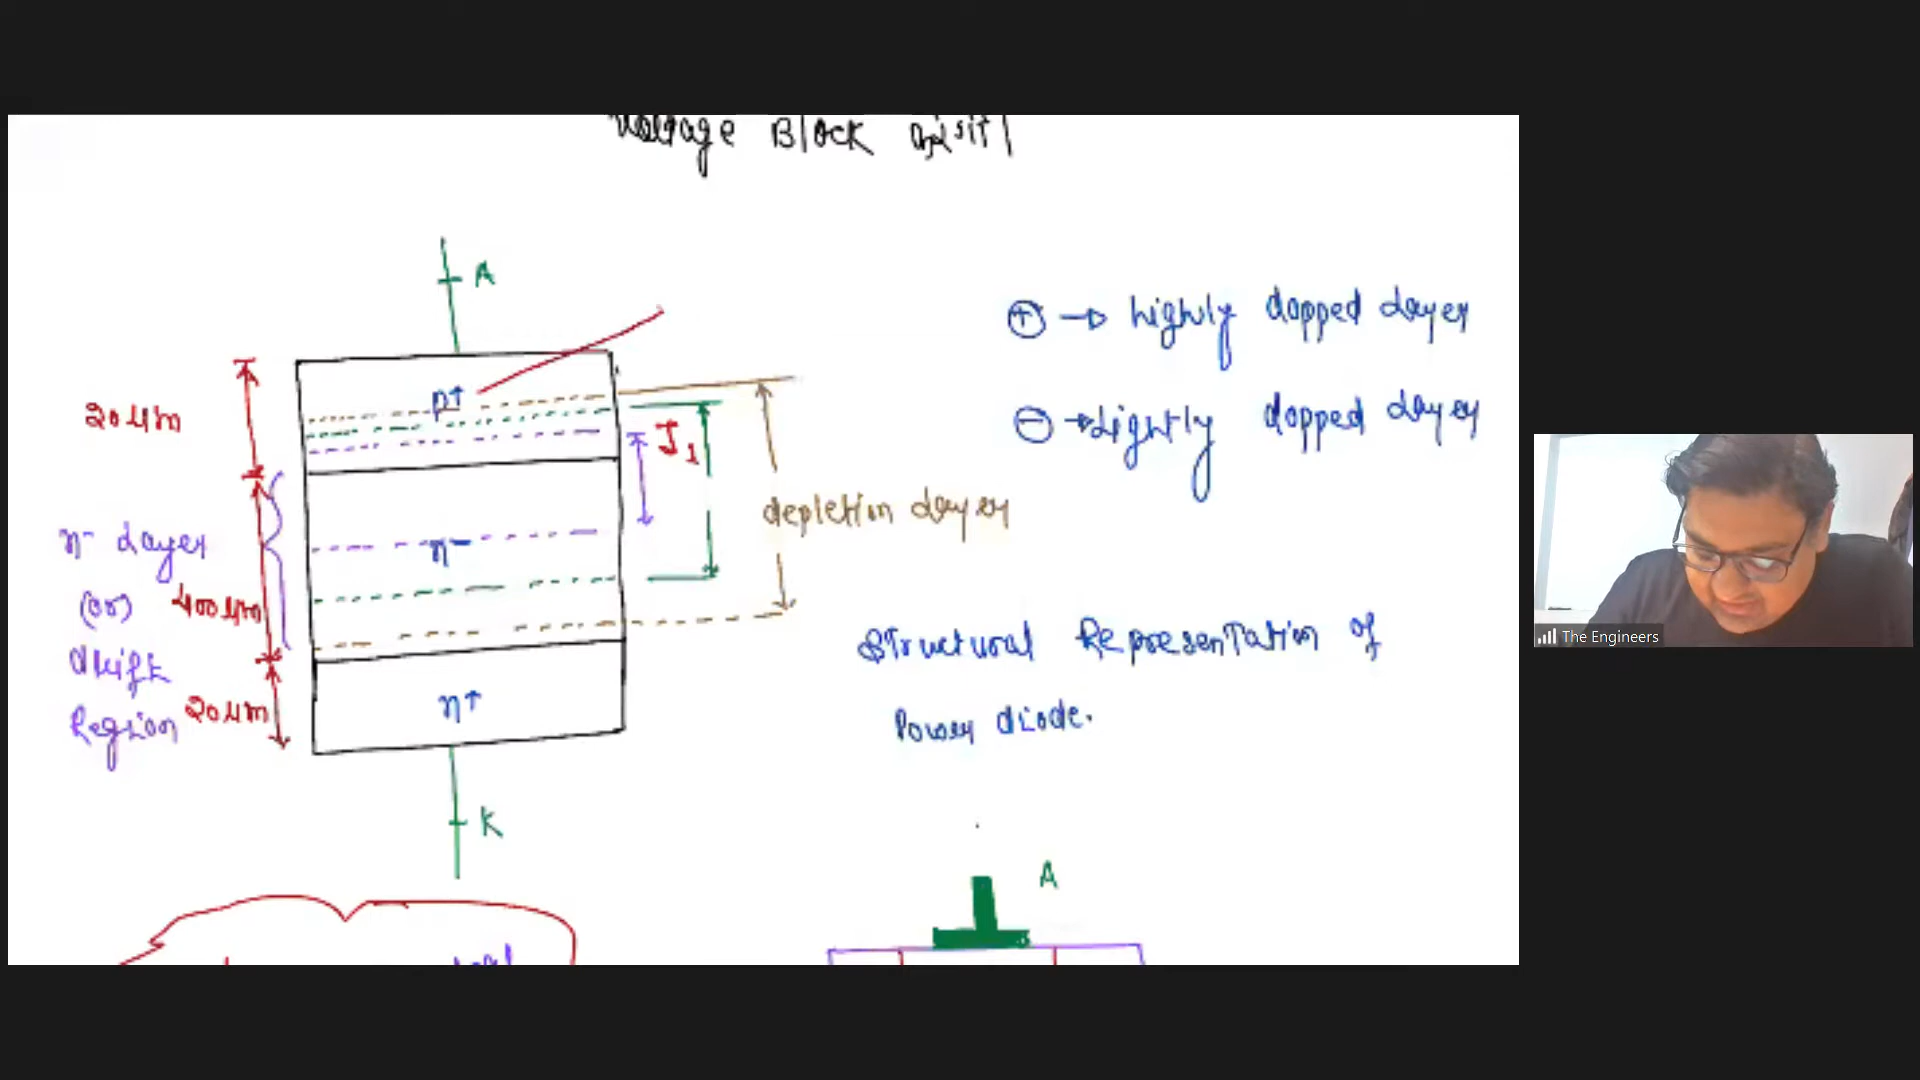 Voltage Block
A
⊕ → highly dopped Layer
p+
20 μm
⊖ → Lightly dopped Layer
J1
depletion Layer
n- Layer
n-
(or)
400 μm
drift
Structural Representation of
Region
20 μm
n+
Power diode.
K
A
The Engineers